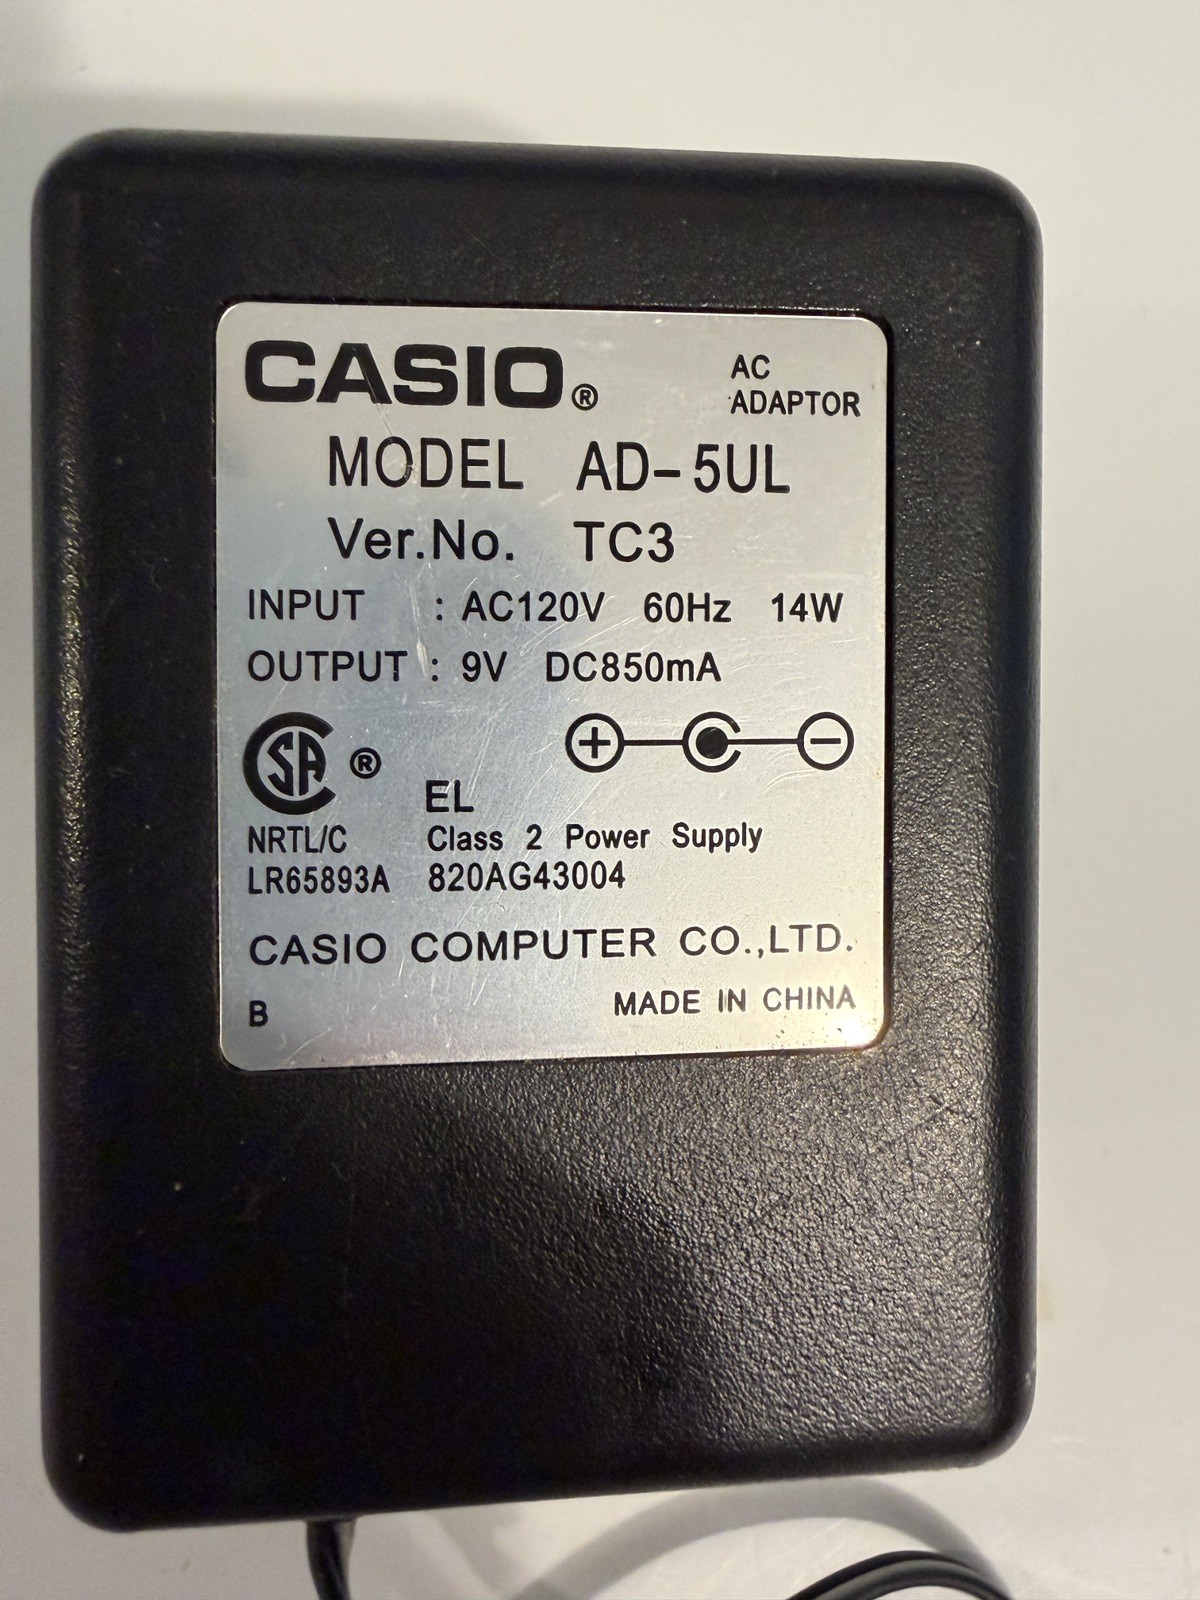 CASIO® AC
ADAPTOR
MODEL AD-5UL
Ver.No. TC3
INPUT : AC120V 60Hz 14W
OUTPUT : 9V DC850mA
SA ®
EL
NRTL/C Class 2 Power Supply
LR65893A 820AG43004
CASIO COMPUTER CO.,LTD.
B MADE IN CHINA